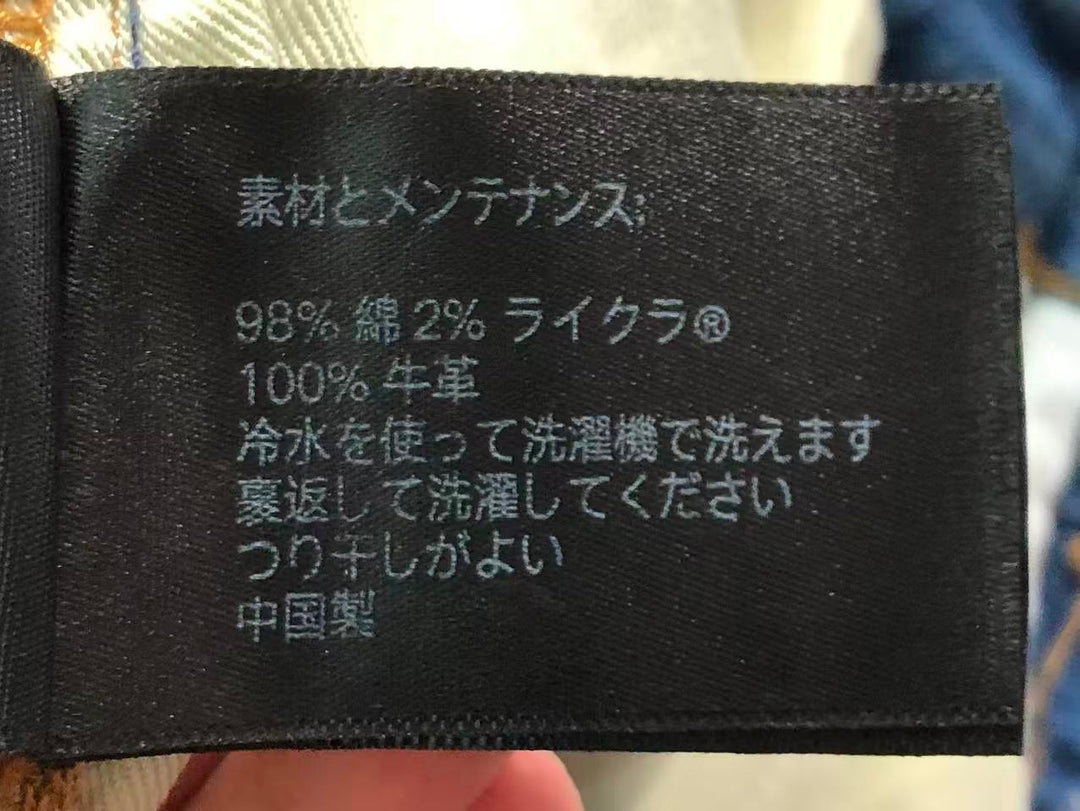 素材とメンテナンス:
98% 綿 2% ライクラ®
100% 牛革
冷水を使って洗濯機で洗えます
裏返して洗濯してください
つり干しがよい
中国製